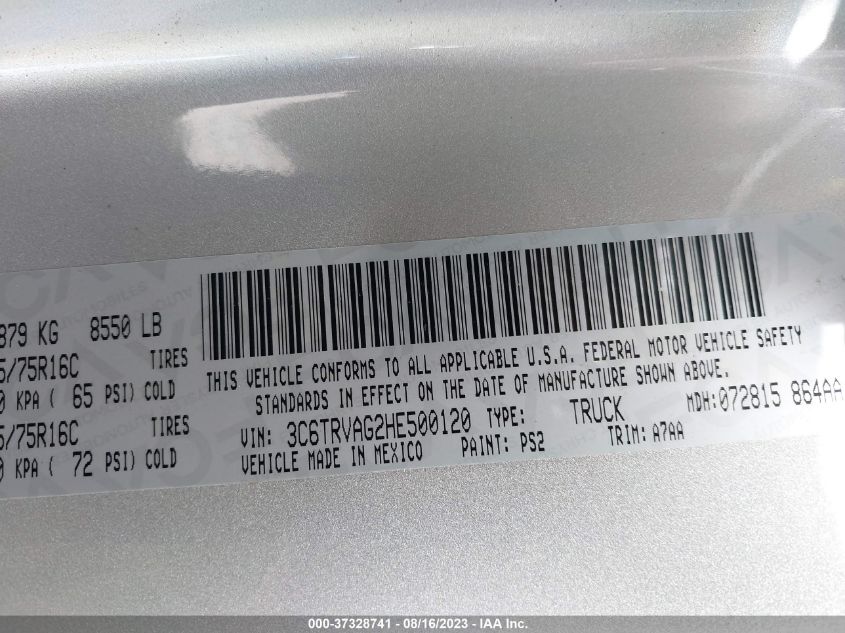 879 KG 8550 LB
5/75R16C TIRES
0 KPA ( 65 PSI) COLD
5/75R16C TIRES
0 KPA ( 72 PSI) COLD
THIS VEHICLE CONFORMS TO ALL APPLICABLE U.S.A. FEDERAL MOTOR VEHICLE SAFETY
STANDARDS IN EFFECT ON THE DATE OF MANUFACTURE SHOWN ABOVE.
VIN: 3C6TRVAG2HE500120 TYPE: TRUCK MDH:072815 864AA
VEHICLE MADE IN MEXICO PAINT: PS2 TRIM: A7AA
000-37328741 - 08/16/2023 - IAA Inc.